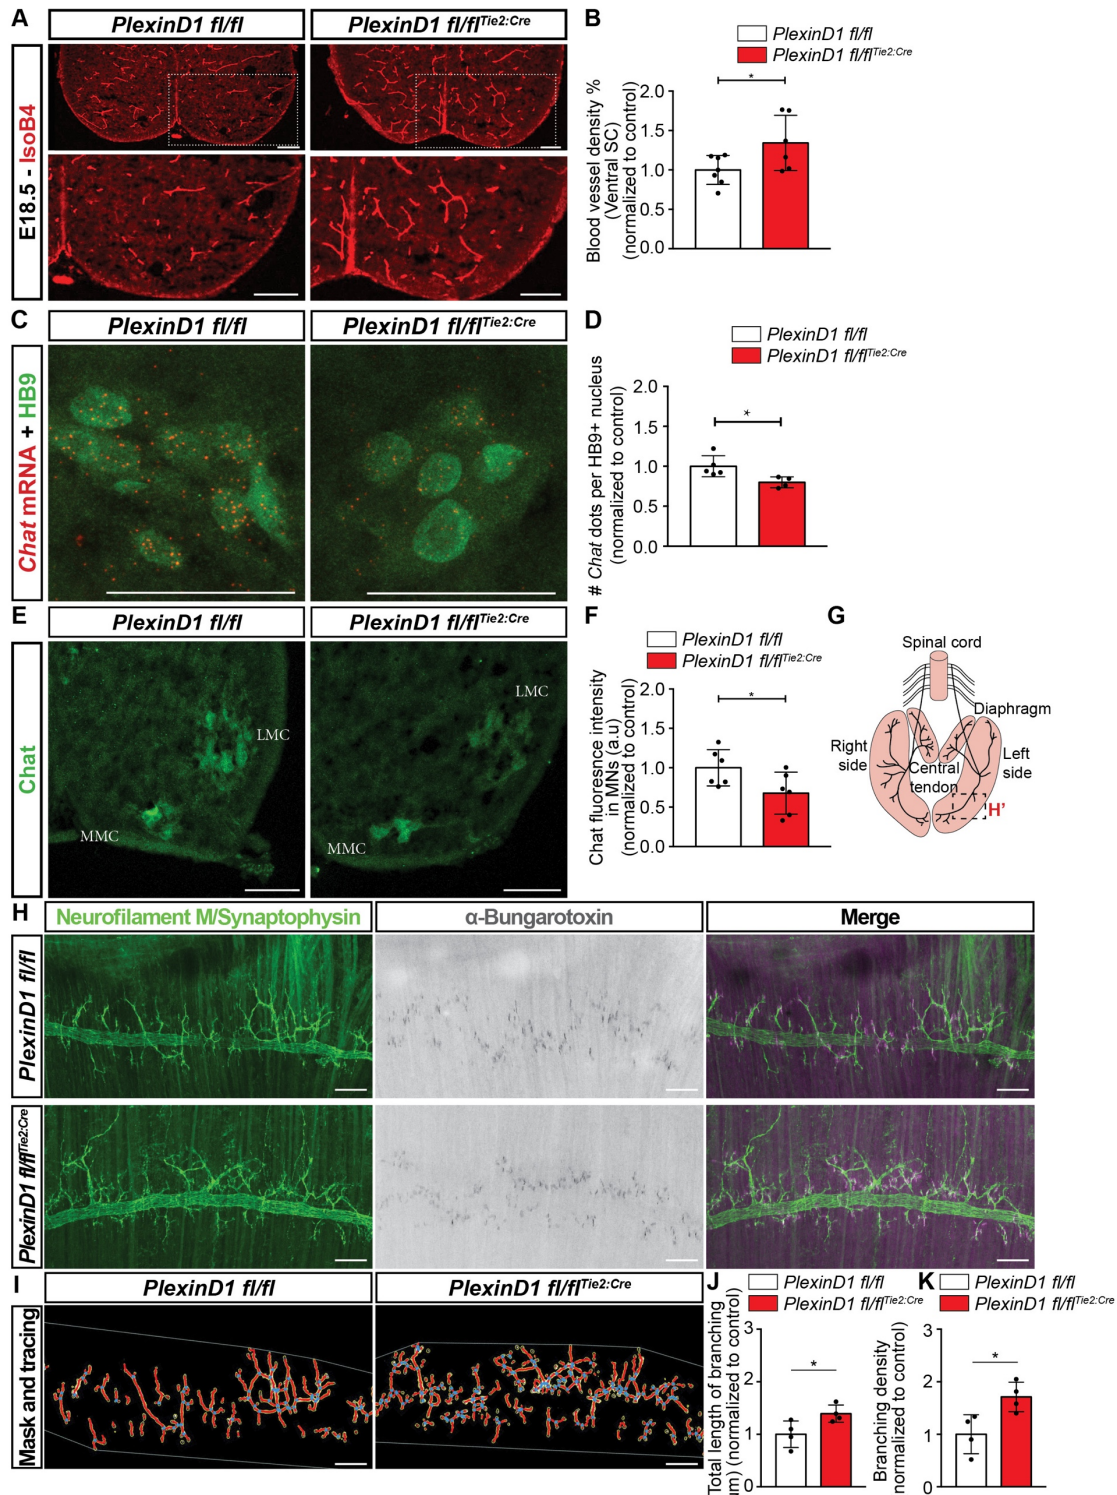 A
PlexinD1 fl/fl
PlexinD1 fl/flTie2:Cre
E18.5 - IsoB4
B
PlexinD1 fl/fl
PlexinD1 fl/flTie2:Cre
*
Blood vessel density %
(Ventral SC)
(normalized to control)
2.0
1.5
1.0
0.5
0.0
C
PlexinD1 fl/fl
PlexinD1 fl/flTie2:Cre
Chat mRNA + HB9
D
PlexinD1 fl/fl
PlexinD1 fl/flTie2:Cre
*
# Chat dots per HB9+ nucleus
(normalized to control)
2.0
1.5
1.0
0.5
0.0
E
PlexinD1 fl/fl
PlexinD1 fl/flTie2:Cre
Chat
LMC
MMC
LMC
MMC
F
PlexinD1 fl/fl
PlexinD1 fl/flTie2:Cre
*
Chat fluoresence intensity
in MNs (a.u)
(normalized to control)
2.0
1.5
1.0
0.5
0.0
G
Spinal cord
Diaphragm
Right
side
Central
tendon
Left
side
H'
H
Neurofilament M/Synaptophysin
α-Bungarotoxin
Merge
PlexinD1 fl/fl
PlexinD1 fl/flTie2:Cre
I
PlexinD1 fl/fl
PlexinD1 fl/flTie2:Cre
Mask and tracing
J
PlexinD1 fl/fl
PlexinD1 fl/flTie2:Cre
*
Total length of branching
um) (normalized to control)
3
2
1
0
K
PlexinD1 fl/fl
PlexinD1 fl/flTie2:Cre
*
Branching density
normalized to control)
3
2
1
0